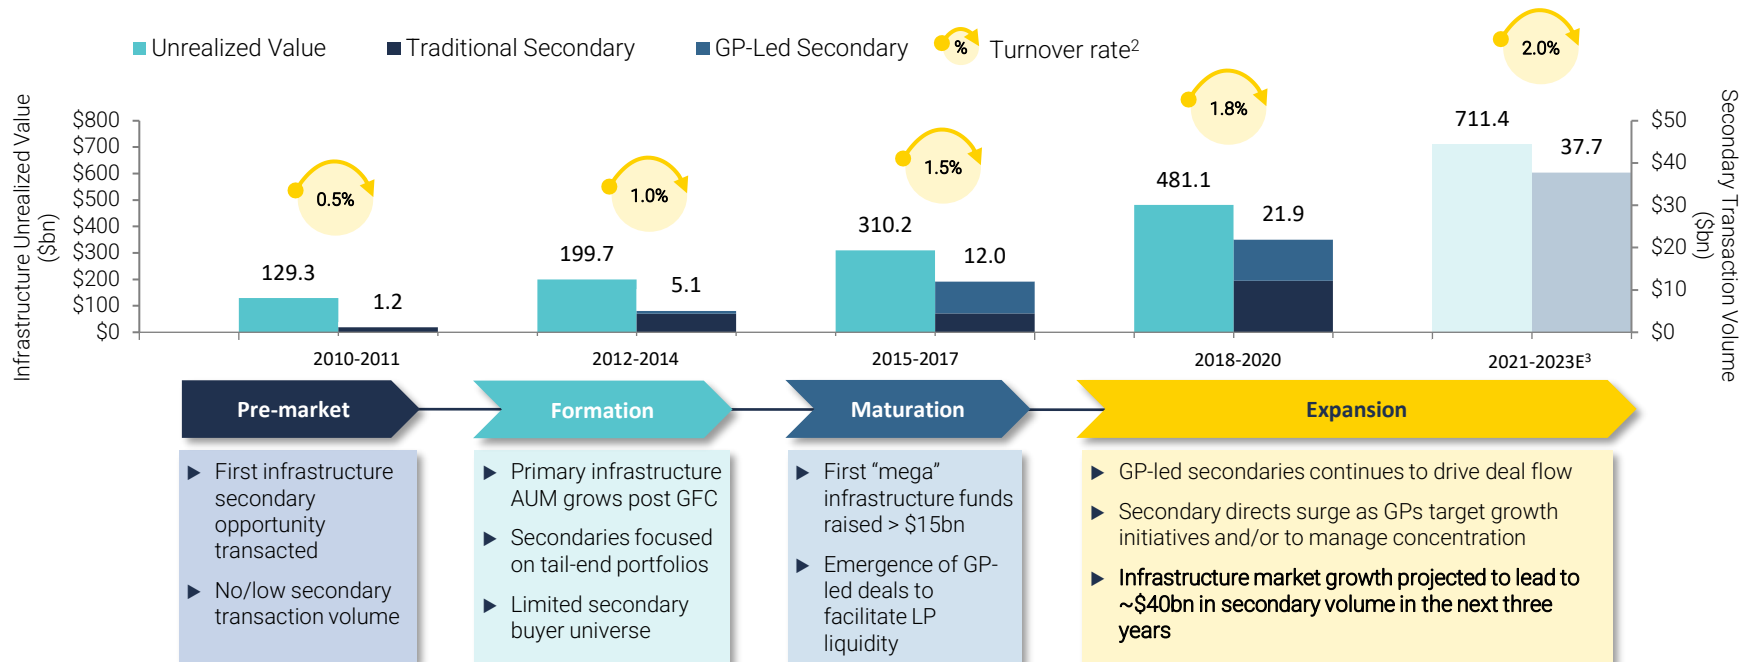 Unrealized Value
Traditional Secondary
GP-Led Secondary
% Turnover rate²
Infrastructure Unrealized Value
($bn)
$800
$700
$600
$500
$400
$300
$200
$100
$0
Secondary Transaction Volume
($bn)
$50
$40
$30
$20
$10
$0
0.5%
1.0%
1.5%
1.8%
2.0%
129.3
1.2
199.7
5.1
310.2
12.0
481.1
21.9
711.4
37.7
2010-2011
2012-2014
2015-2017
2018-2020
2021-2023E³
Pre-market
Formation
Maturation
Expansion
First infrastructure
secondary
opportunity
transacted
No/low secondary
transaction volume
Primary infrastructure
AUM grows post GFC
Secondaries focused
on tail-end portfolios
Limited secondary
buyer universe
First “mega”
infrastructure funds
raised > $15bn
Emergence of GP-
led deals to
facilitate LP
liquidity
GP-led secondaries continues to drive deal flow
Secondary directs surge as GPs target growth
initiatives and/or to manage concentration
Infrastructure market growth projected to lead to
~$40bn in secondary volume in the next three
years